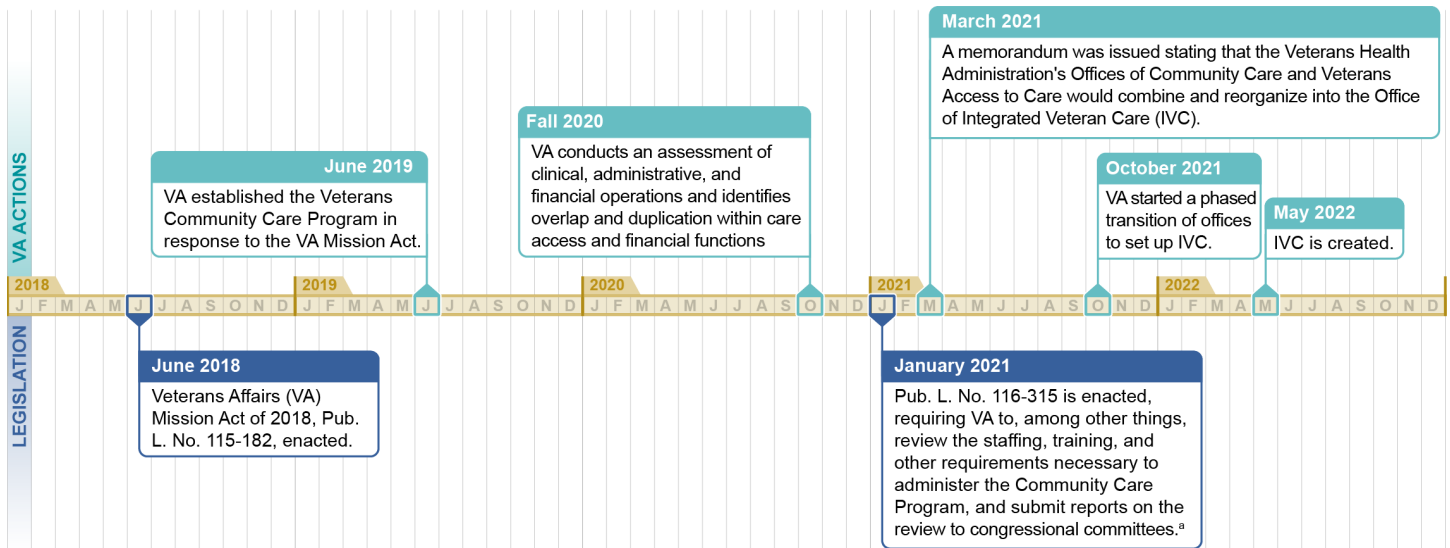 March 2021
A memorandum was issued stating that the Veterans Health
Administration's Offices of Community Care and Veterans
Access to Care would combine and reorganize into the Office
of Integrated Veteran Care (IVC).
Fall 2020
VA conducts an assessment of
clinical, administrative, and
financial operations and identifies
overlap and duplication within care
access and financial functions
June 2019
VA established the Veterans
Community Care Program in
response to the VA Mission Act.
October 2021
VA started a phased
transition of offices
to set up IVC.
May 2022
IVC is created.
VA ACTIONS
2018
2019
2020
2021
2022
J F M A M J J A S O N D J F M A M J J A S O N D J F M A M J J A S O N D J F M A M J J A S O N D J F M A M J J A S O N D
LEGISLATION
June 2018
Veterans Affairs (VA)
Mission Act of 2018, Pub.
L. No. 115-182, enacted.
January 2021
Pub. L. No. 116-315 is enacted,
requiring VA to, among other things,
review the staffing, training, and
other requirements necessary to
administer the Community Care
Program, and submit reports on the
review to congressional committees.ª